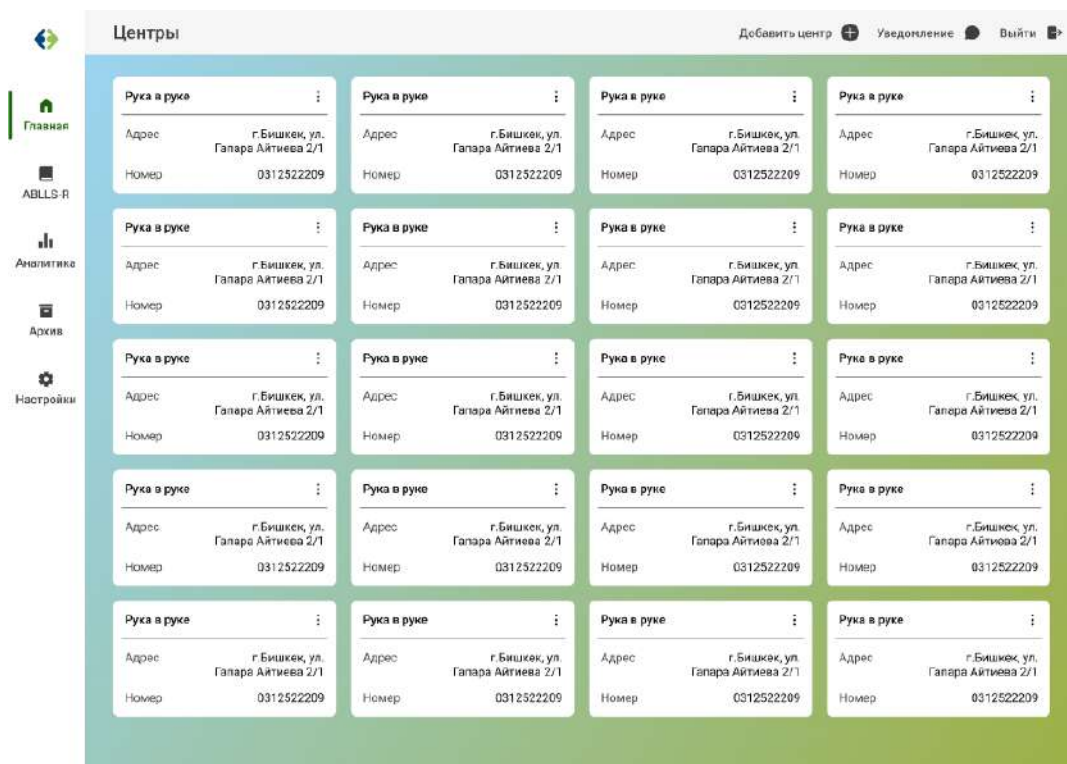 Центры
Добавить центр
Уведомление
Выйти
Главная
ABLLS-R
Аналитика
Архив
Настройки
Рука в руке
Адрес г.Бишкек, ул.
Гапара Айтиева 2/1
Номер 0312522209
Рука в руке
Адрес г.Бишкек, ул.
Гапара Айтиева 2/1
Номер 0312522209
Рука в руке
Адрес г.Бишкек, ул.
Гапара Айтиева 2/1
Номер 0312522209
Рука в руке
Адрес г.Бишкек, ул.
Гапара Айтиева 2/1
Номер 0312522209
Рука в руке
Адрес г.Бишкек, ул.
Гапара Айтиева 2/1
Номер 0312522209
Рука в руке
Адрес г.Бишкек, ул.
Гапара Айтиева 2/1
Номер 0312522209
Рука в руке
Адрес г.Бишкек, ул.
Гапара Айтиева 2/1
Номер 0312522209
Рука в руке
Адрес г.Бишкек, ул.
Гапара Айтиева 2/1
Номер 0312522209
Рука в руке
Адрес г.Бишкек, ул.
Гапара Айтиева 2/1
Номер 0312522209
Рука в руке
Адрес г.Бишкек, ул.
Гапара Айтиева 2/1
Номер 0312522209
Рука в руке
Адрес г.Бишкек, ул.
Гапара Айтиева 2/1
Номер 0312522209
Рука в руке
Адрес г.Бишкек, ул.
Гапара Айтиева 2/1
Номер 0312522209
Рука в руке
Адрес г.Бишкек, ул.
Гапара Айтиева 2/1
Номер 0312522209
Рука в руке
Адрес г.Бишкек, ул.
Гапара Айтиева 2/1
Номер 0312522209
Рука в руке
Адрес г.Бишкек, ул.
Гапара Айтиева 2/1
Номер 0312522209
Рука в руке
Адрес г.Бишкек, ул.
Гапара Айтиева 2/1
Номер 0312522209
Рука в руке
Адрес г.Бишкек, ул.
Гапара Айтиева 2/1
Номер 0312522209
Рука в руке
Адрес г.Бишкек, ул.
Гапара Айтиева 2/1
Номер 0312522209
Рука в руке
Адрес г.Бишкек, ул.
Гапара Айтиева 2/1
Номер 0312522209
Рука в руке
Адрес г.Бишкек, ул.
Гапара Айтиева 2/1
Номер 0312522209